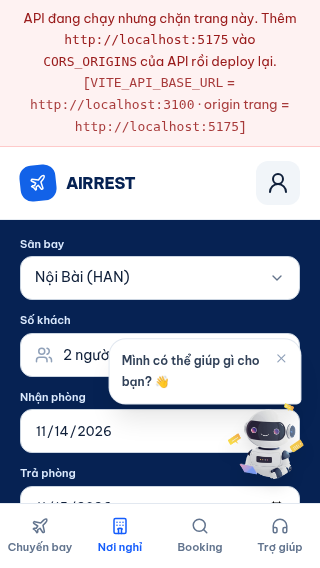 API đang chạy nhưng chặn trang này. Thêm
http://localhost:5175 vào
CORS_ORIGINS của API rồi deploy lại.
[VITE_API_BASE_URL =
http://localhost:3100 · origin trang =
http://localhost:5175]
AIRREST
Sân bay
Nội Bài (HAN)
Số khách
2 ngườ
Mình có thể giúp gì cho
bạn? 👋
Nhận phòng
11/14/2026
Trả phòng
Chuyến bay
Nơi nghỉ
Booking
Trợ giúp